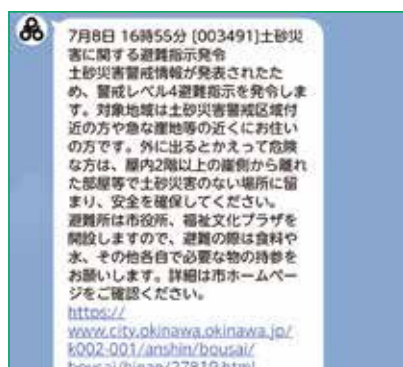 7月8日 16時55分 [003491]土砂災
害に関する避難指示発令
土砂災害警戒情報が発表されたた
め、警戒レベル4避難指示を発令しま
す。対象地域は土砂災害警戒区域付
近の方や急な崖地等の近くにお住い
の方です。外に出るとかえって危険
な方は、屋内2階以上の崖側から離れ
た部屋等で土砂災害のない場所に留
まり、安全を確保してください。
避難所は市役所、福祉文化プラザを
開設しますので、避難の際は食料や
水、その他各自で必要な物の持参を
お願いします。詳細は市ホームペー
ジをご確認ください。
https://
www.city.okinawa.okinawa.jp/
k002-001/anshin/bousai/
bousai/hinan/27819.html